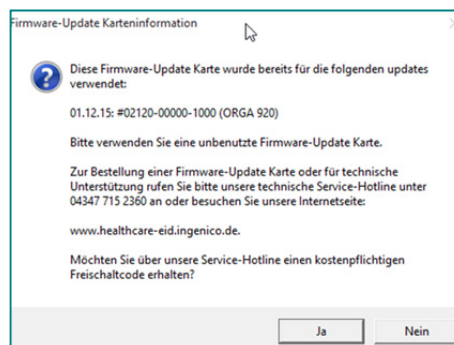 Firmware-Update Karteninformation
Diese Firmware-Update Karte wurde bereits für die folgenden updates
verwendet:
01.12.15: #02120-00000-1000 (ORGA 920)
Bitte verwenden Sie eine unbenutzte Firmware-Update Karte.
Zur Bestellung einer Firmware-Update Karte oder für technische
Unterstützung rufen Sie bitte unsere technische Service-Hotline unter
04347 715 2360 an oder besuchen Sie unsere Internetseite:
www.healthcare-eid.ingenico.de.
Möchten Sie über unsere Service-Hotline einen kostenpflichtigen
Freischaltcode erhalten?
Ja
Nein